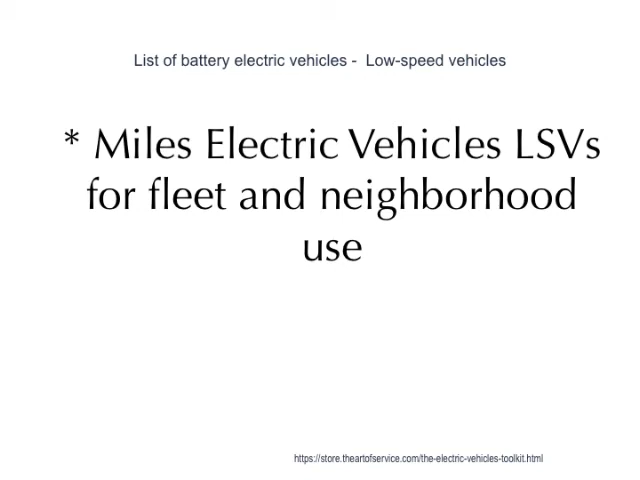 List of battery electric vehicles -  Low-speed vehicles
* Miles Electric Vehicles LSVs
for fleet and neighborhood
use
https://store.theartofservice.com/the-electric-vehicles-toolkit.html